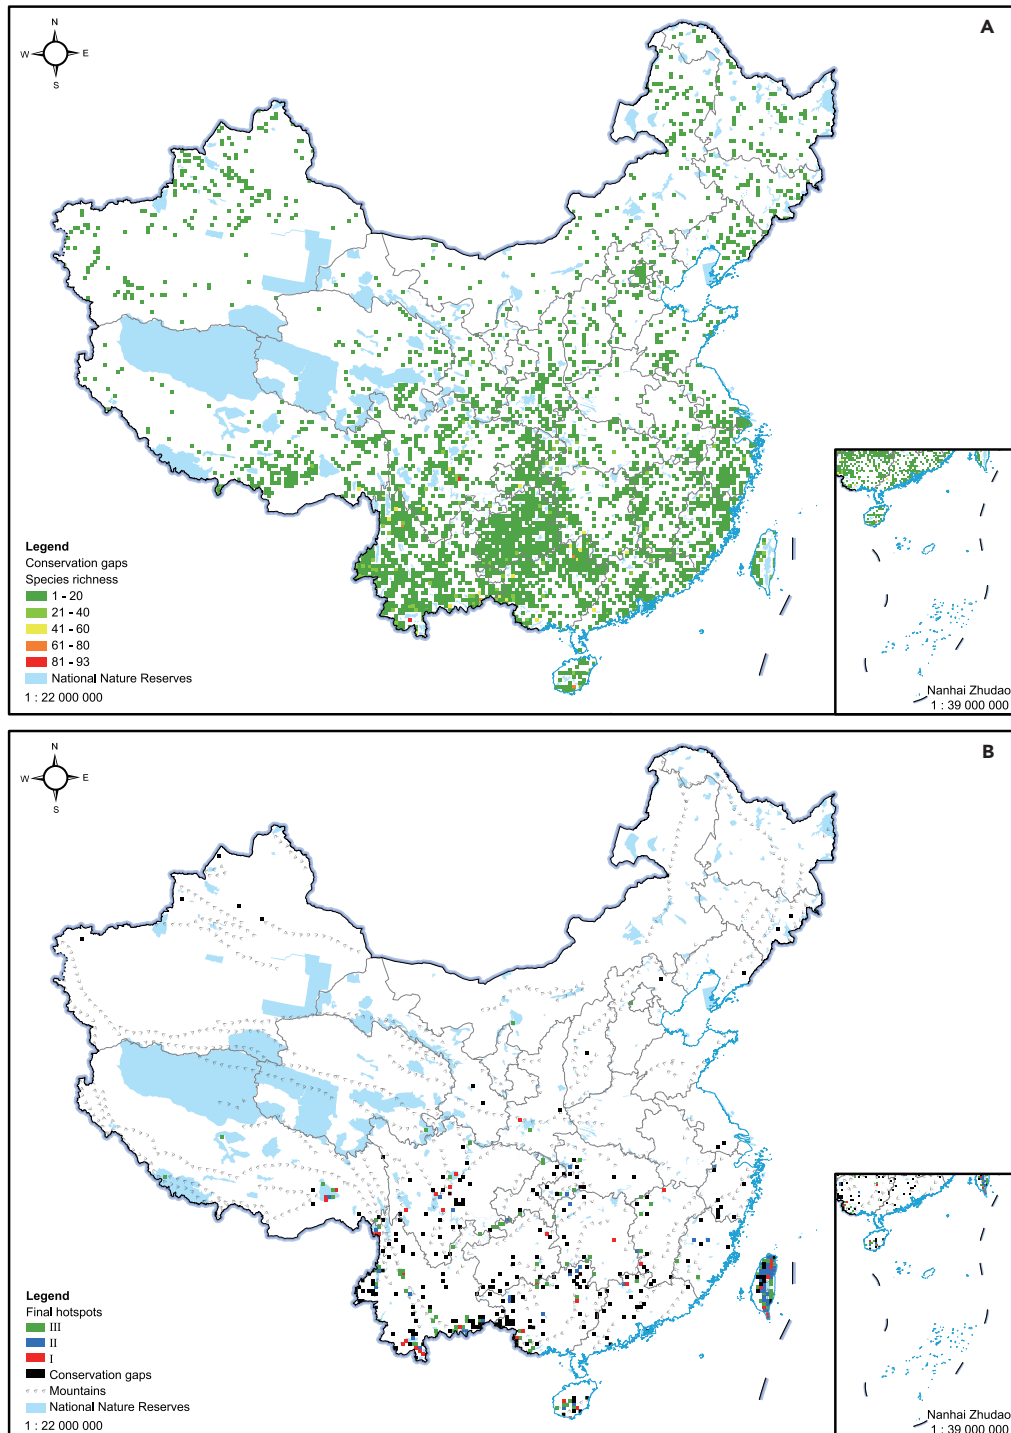 A
N
W E
S
Legend
Conservation gaps
Species richness
1 - 20
21 - 40
41 - 60
61 - 80
81 - 93
National Nature Reserves
1 : 22 000 000
Nanhai Zhudao
1 : 39 000 000
B
N
W E
S
Legend
Final hotspots
III
II
I
Conservation gaps
Mountains
National Nature Reserves
1 : 22 000 000
Nanhai Zhudao
1 : 39 000 000